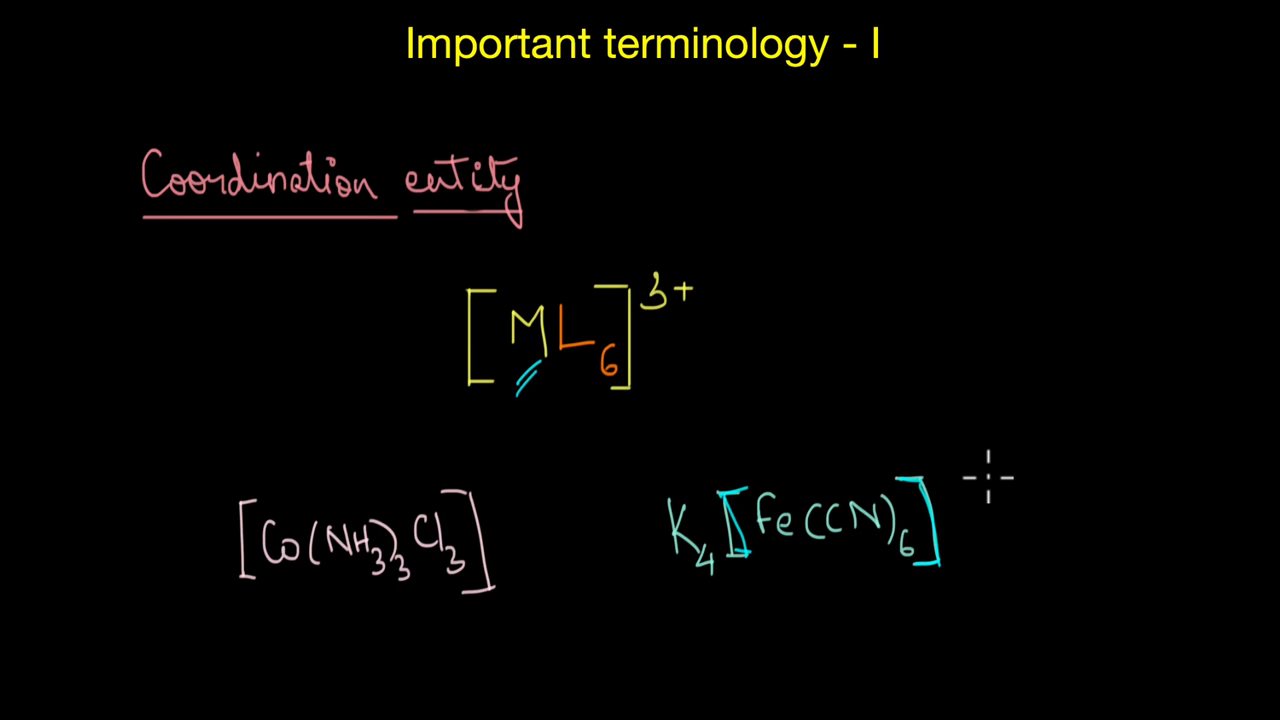 Important terminology - I
Coordination entity
[ML₆]³⁺
[Co(NH₃)₃Cl₃] K₄[Fe(CN)₆]